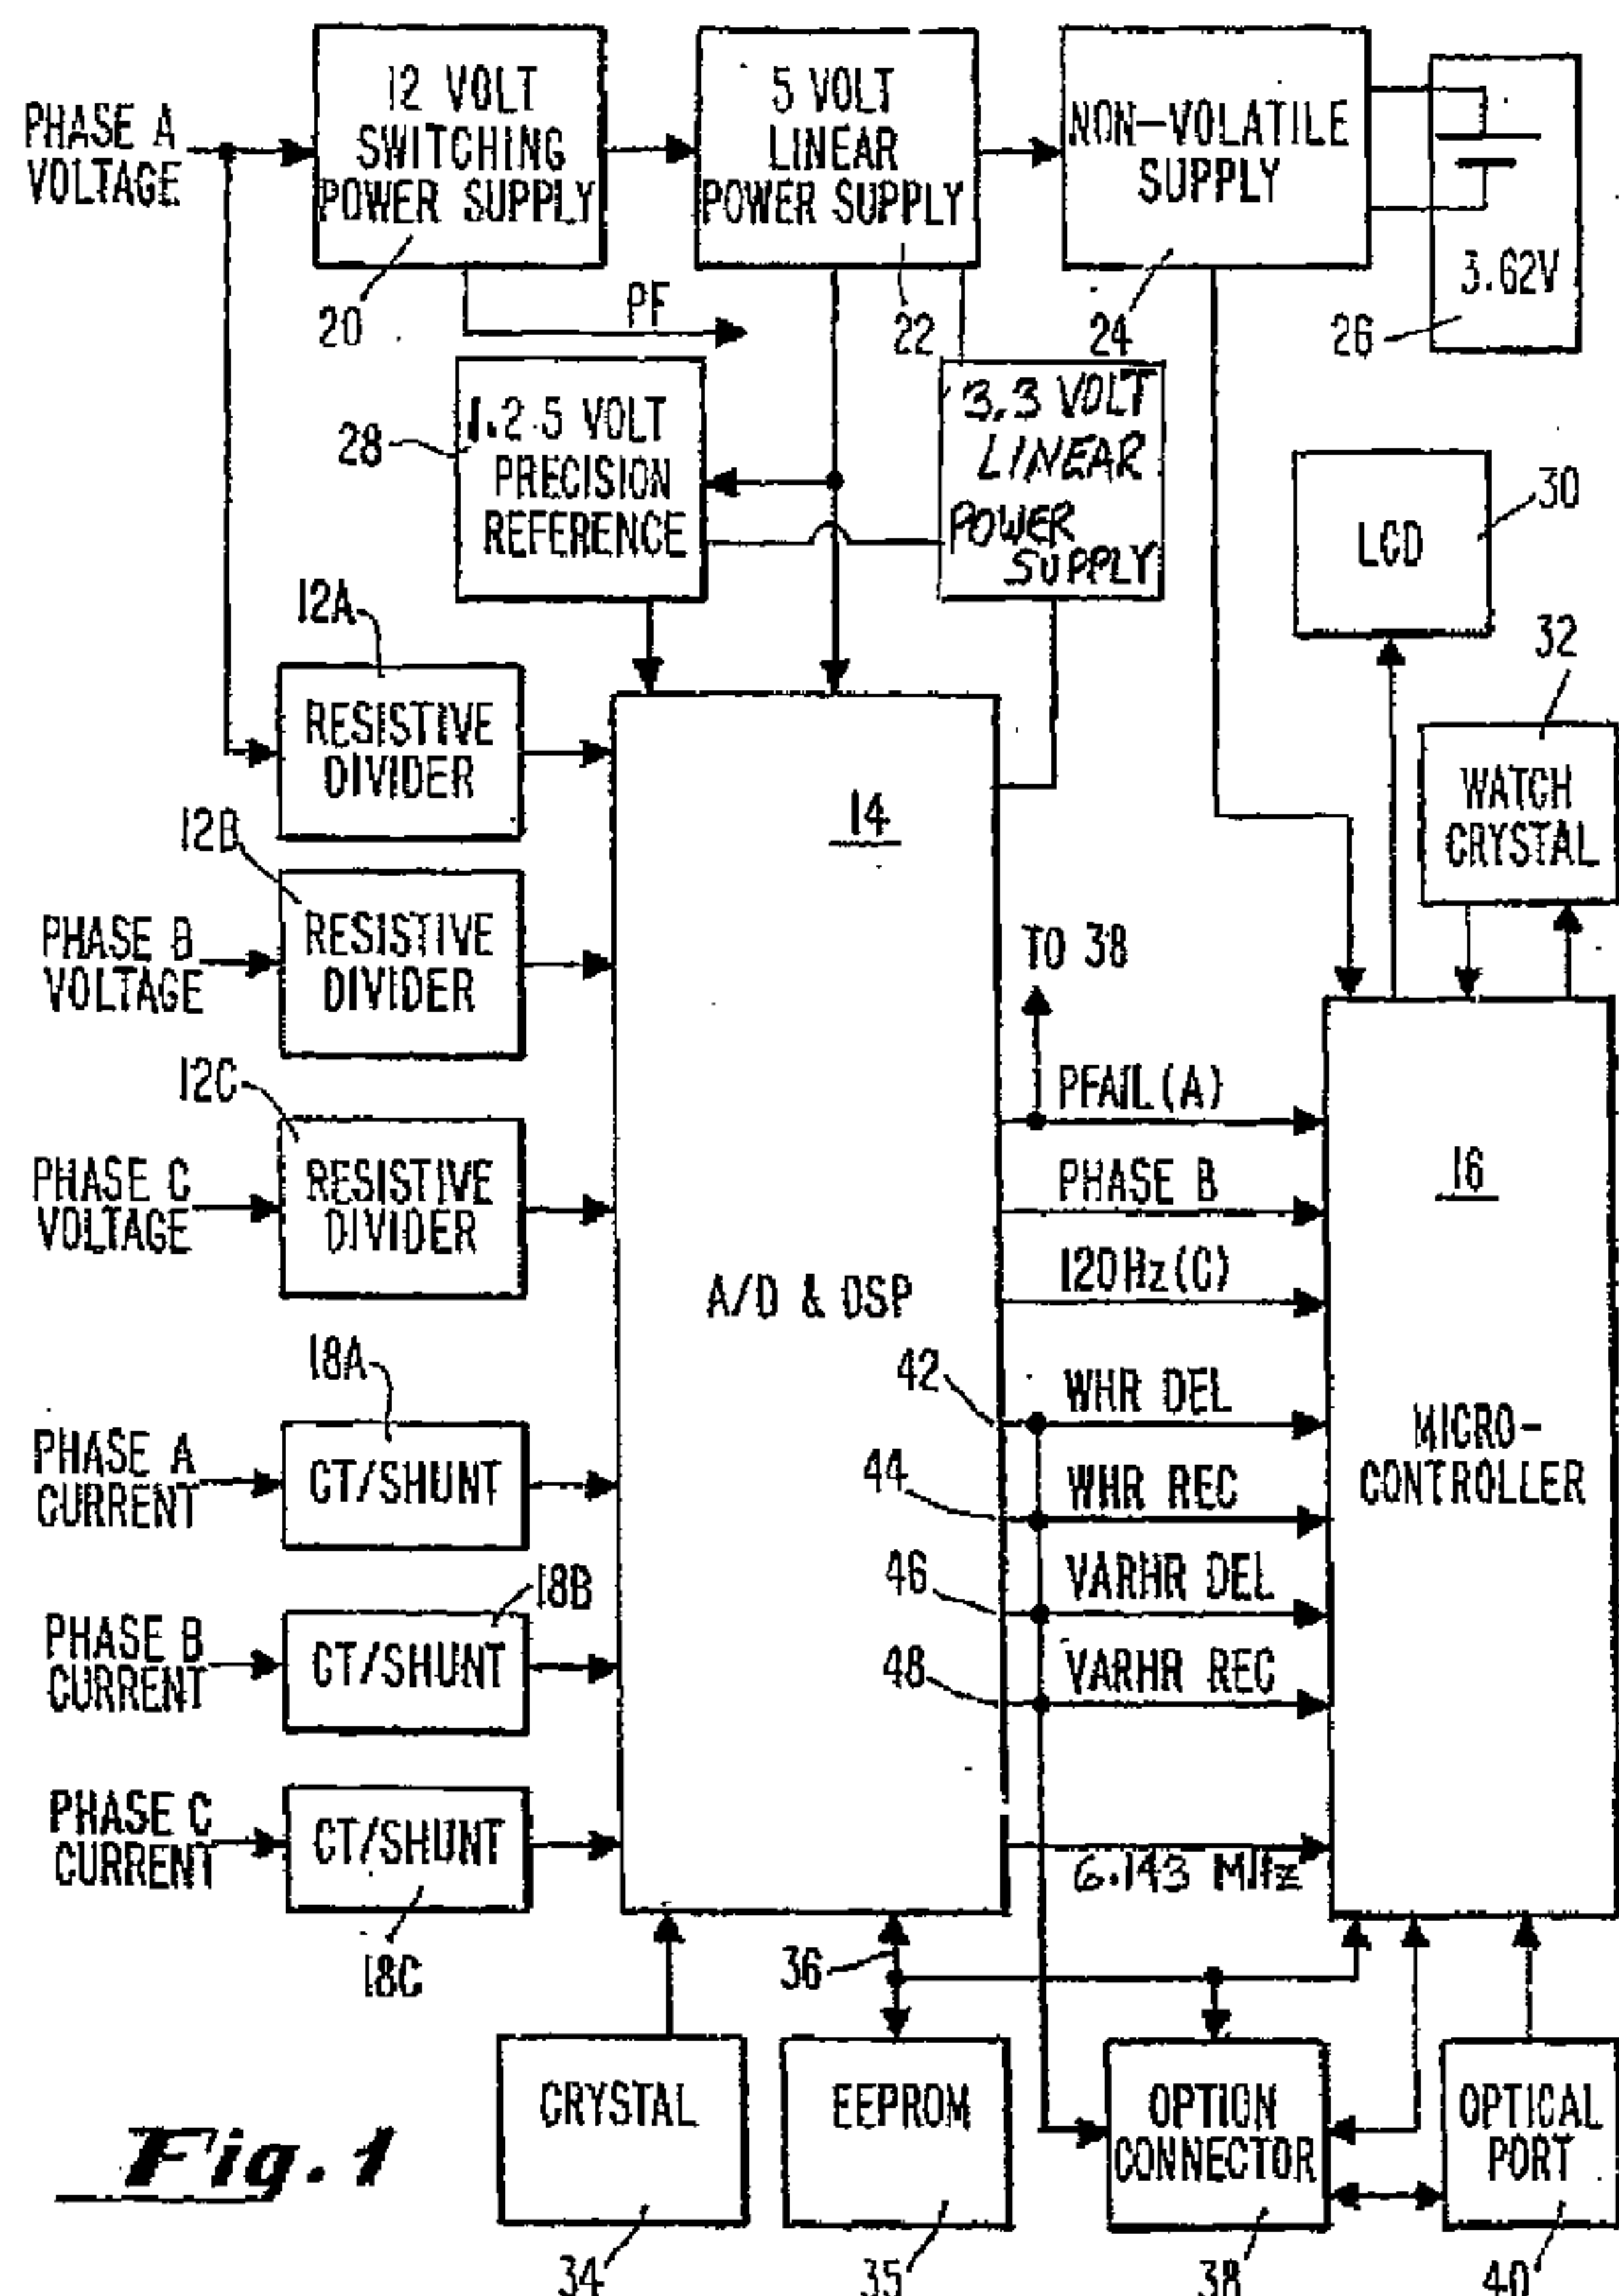 12 VOLT
SWITCHING
POWER SUPPLY
5 VOLT
LINEAR
POWER SUPPLY
NON-VOLATILE
SUPPLY
PHASE A
VOLTAGE
3.62V
20
PF
22
24
26
28
1.2 5 VOLT
PRECISION
REFERENCE
3.3 VOLT
LINEAR
POWER
SUPPLY
LCD
30
12A
RESISTIVE
DIVIDER
32
WATCH
CRYSTAL
14
12B
PHASE B
VOLTAGE
RESISTIVE
DIVIDER
TO 38
12C
PHASE C
VOLTAGE
RESISTIVE
DIVIDER
PFAIL(A)
PHASE B
120Hz(C)
16
A/D & DSP
18A
PHASE A
CURRENT
CT/SHUNT
42
WHR DEL
44
WHR REC
46
VARHR DEL
48
VARHR REC
MICRO-
CONTROLLER
18B
PHASE B
CURRENT
CT/SHUNT
PHASE C
CURRENT
CT/SHUNT
18C
6.143 MHz
36
CRYSTAL
EEPROM
OPTION
CONNECTOR
OPTICAL
PORT
Fig. 1
34
35
38
40